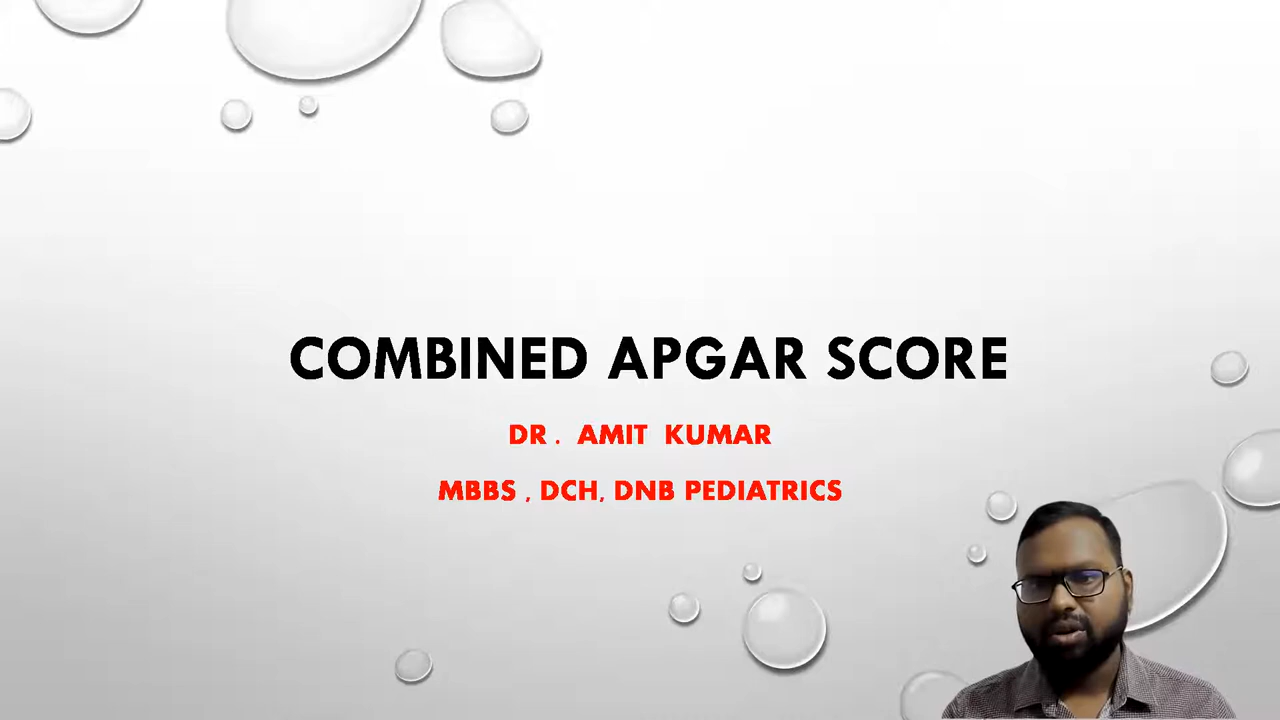 COMBINED APGAR SCORE
DR . AMIT KUMAR
MBBS , DCH, DNB PEDIATRICS